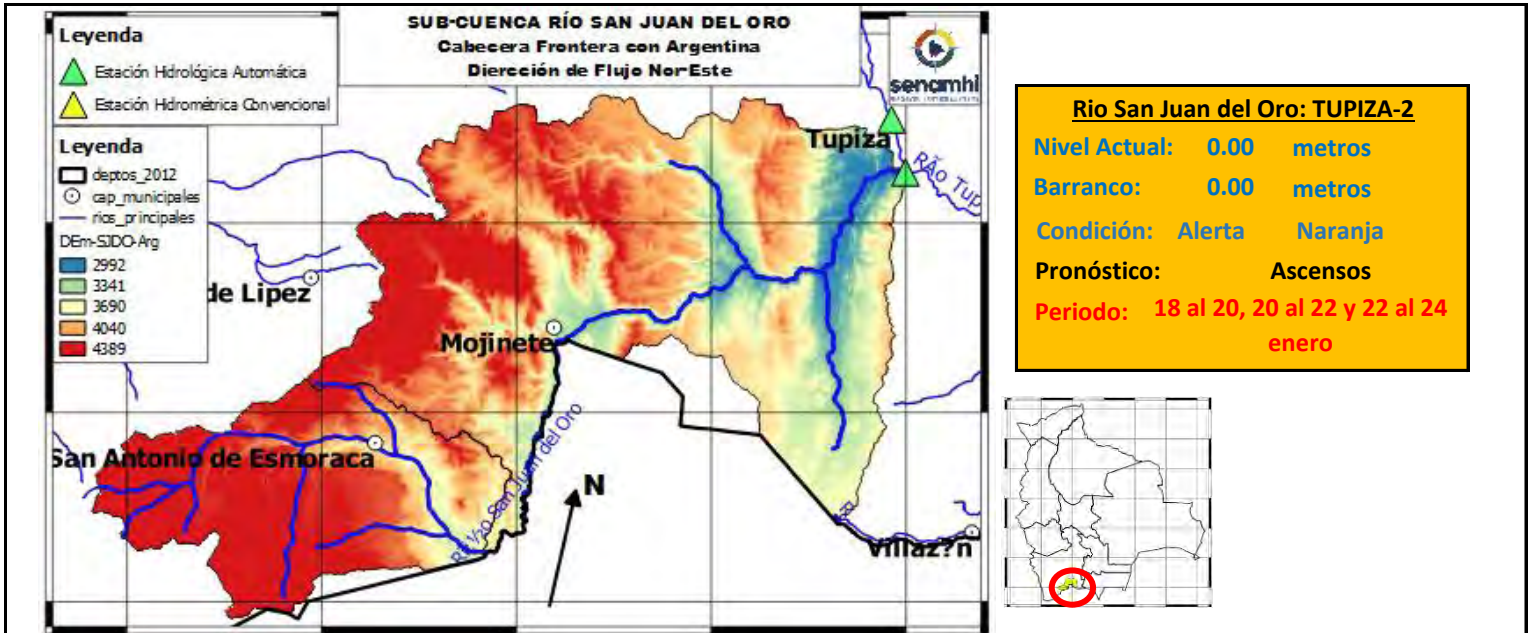 SUB-CUENCA RÍO SAN JUAN DEL ORO
Cabecera Frontera con Argentina
Diercción de Flujo Nor-Este
Leyenda
Estación Hidrológica Automática
Estación Hidrométrica Convencional
Leyenda
deptos_2012
cap_municipales
rios_principales
DEm-SJDO-Arg
2992
3341
3690
4040
4389
senamhi
Tupiza
RÃ­o Tup
de Lipez
Mojinete
San Antonio de Esmoraca
San Juan del Oro
N
Villaz?n
Rio San Juan del Oro: TUPIZA-2
Nivel Actual: 0.00 metros
Barranco: 0.00 metros
Condición: Alerta Naranja
Pronóstico: Ascensos
Periodo: 18 al 20, 20 al 22 y 22 al 24
enero